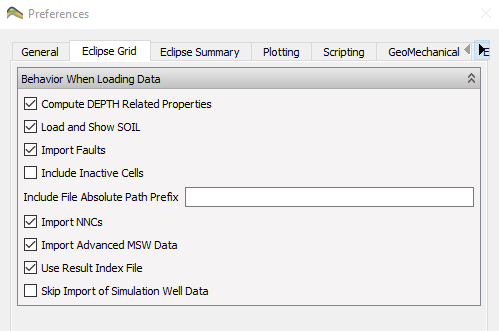 Preferences
General Eclipse Grid Eclipse Summary Plotting Scripting GeoMechanical E
Behavior When Loading Data
Compute DEPTH Related Properties
Load and Show SOIL
Import Faults
Include Inactive Cells
Include File Absolute Path Prefix
Import NNCs
Import Advanced MSW Data
Use Result Index File
Skip Import of Simulation Well Data